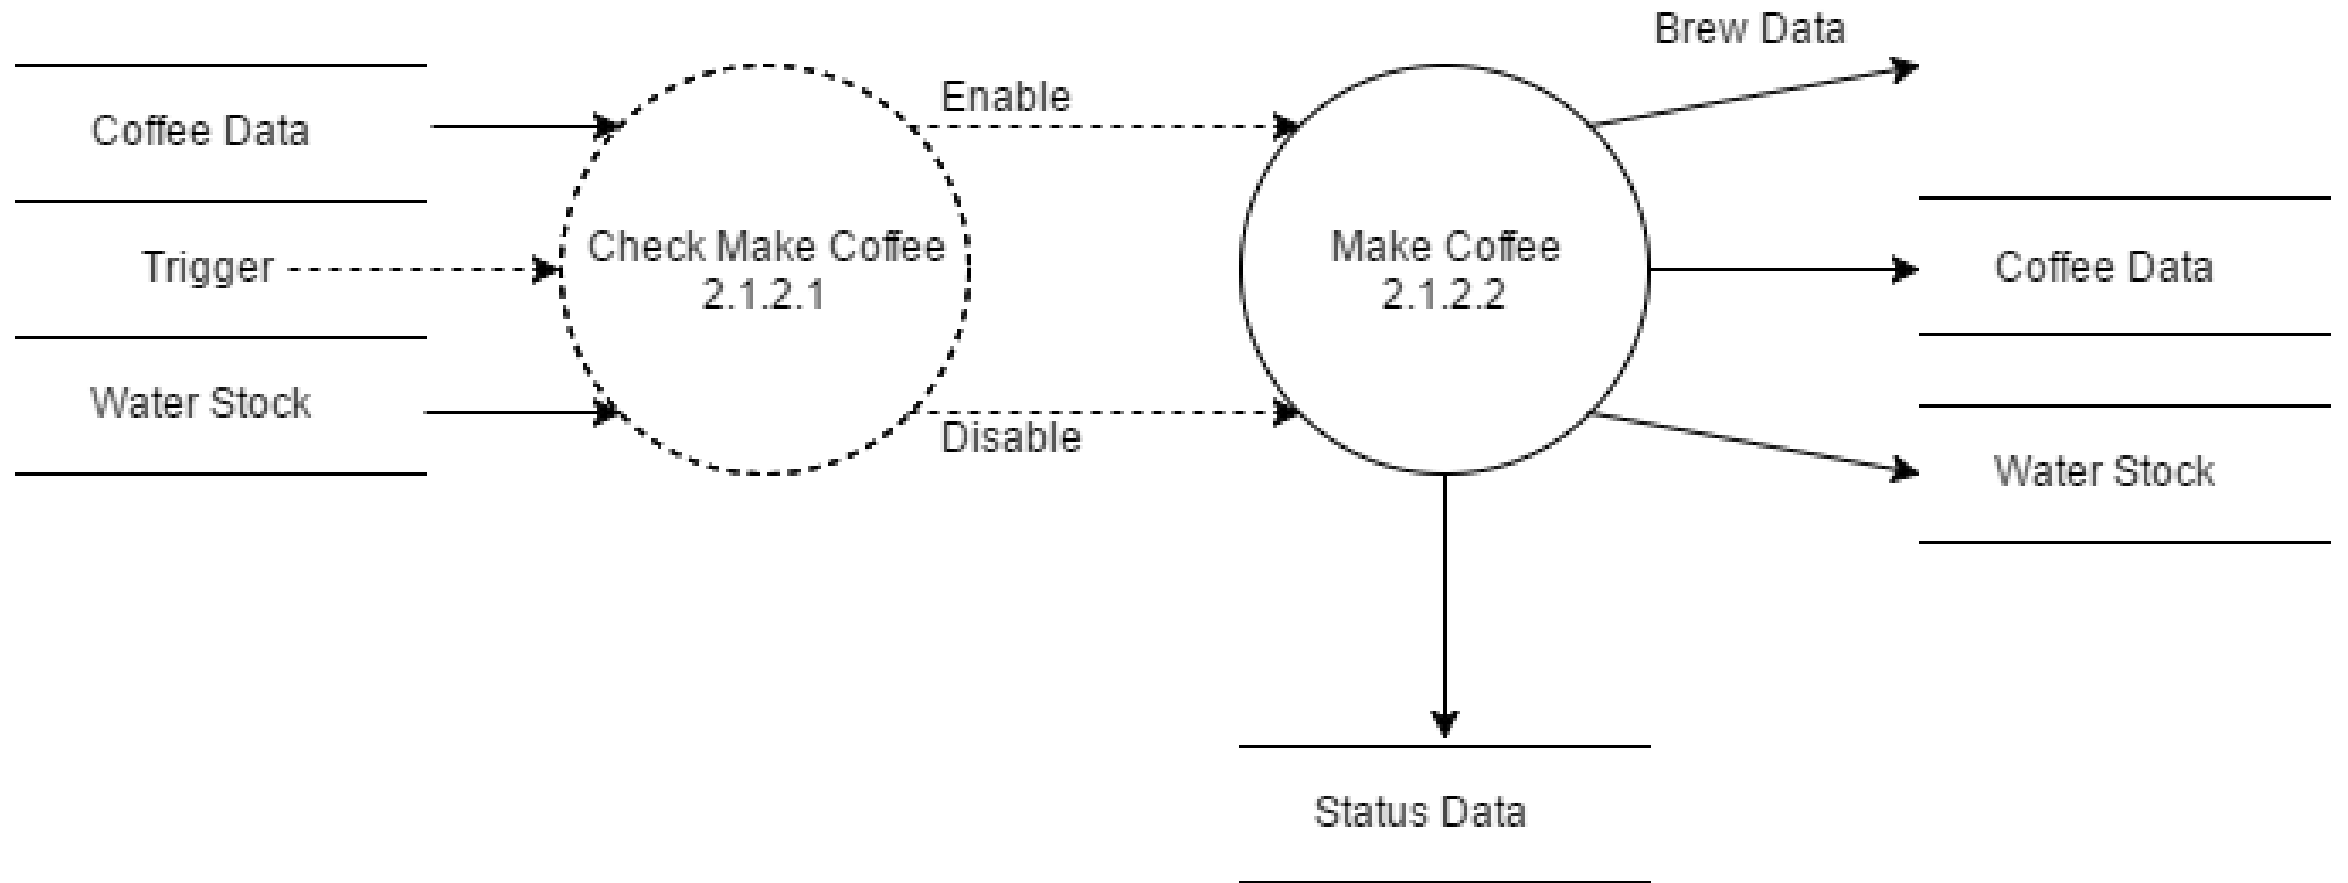 Brew Data
Coffee Data
Enable
Trigger
Check Make Coffee
2.1.2.1
Make Coffee
2.1.2.2
Coffee Data
Water Stock
Disable
Water Stock
Status Data